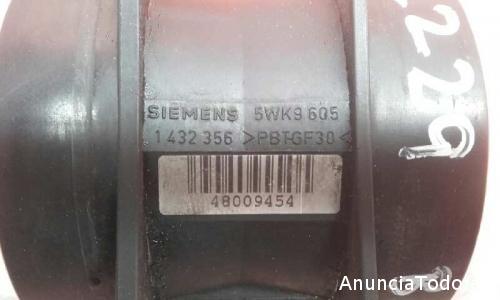 SIEMENS 5WK9 605
1 432 356 >PBT-GF30<
48009454
AnunciaTodo